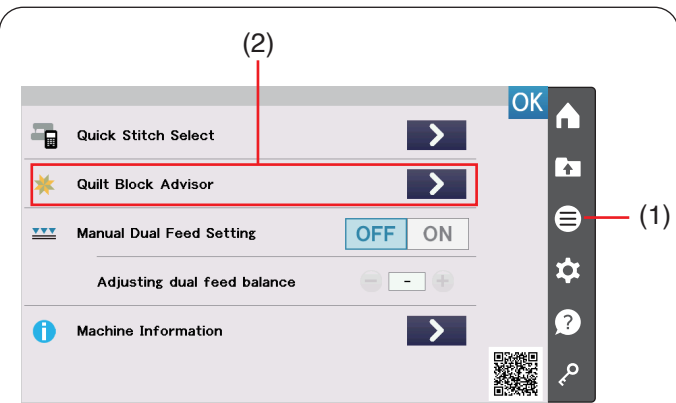 (2)
OK
Quick Stitch Select
Quilt Block Advisor
(1)
Manual Dual Feed Setting OFF ON
Adjusting dual feed balance - - +
Machine Information
?